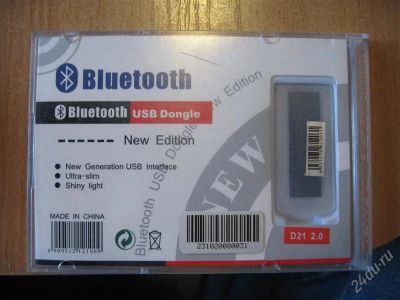 Bluetooth
Bluetooth USB Dongle
------ New Edition
New Generation USB Interface
Ultra-slim
Shiny light
Bluetooth USB Dongle New Edition
NEW
MADE IN CHINA
231020000031
D21 2.0
24du.ru